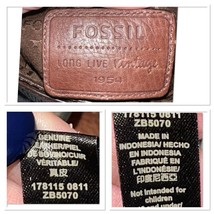 FOSSIL
LONG LIVE Vintage
1954
GENUINE
LEATHER/PIEL
DE BOVINO/CUIR
VÉRITABLE/
真皮
178115 0811
ZB5070
MADE IN
INDONESIA/ HECHO
EN INDONESIA/
FABRIQUÉ EN
L'INDONÉSIE/
印度尼西亚
178115 0811
ZB5070
Not intended for
children under